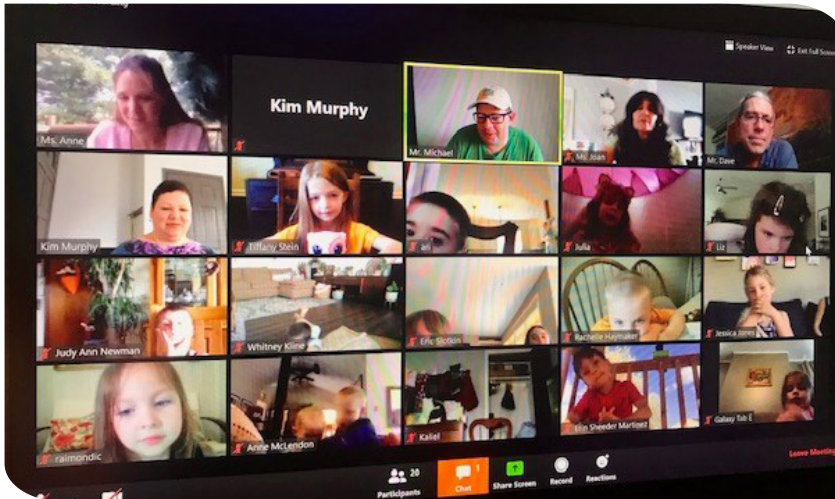 Speaker View
Exit Full Screen
Ms. Anne
Kim Murphy
Mr. Michael
Ms. Joan
Mr. Dave
Kim Murphy
Tiffany Stein
ari
Julia
Liz
Judy Ann Newman
Whitney Kline
Eric
Rachelle Haymaker
Jessica Jones
raimondic
Anne McLendon
Kaliel
Erin Sheeder Martinez
Galaxy Tab E
20
Participants
1
Chat
Share Screen
Record
Reactions
Leave Meeting